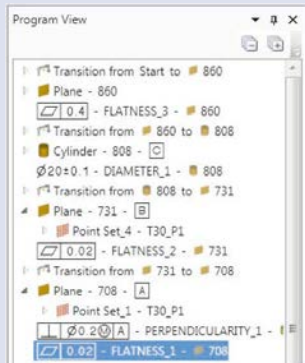 Program View
Transition from Start to 860
Plane - 860
0.4 - FLATNESS_3 - 860
Transition from 860 to 808
Cylinder - 808 - C
Ø20±0.1 - DIAMETER_1 - 808
Transition from 808 to 731
Plane - 731 - B
Point Set_4 - T30_P1
0.02 - FLATNESS_2 - 731
Transition from 731 to 708
Plane - 708 - A
Point Set_1 - T30_P1
⊥ Ø0.2Ⓜ A - PERPENDICULARITY_1 -
0.02 - FLATNESS_1 - 708